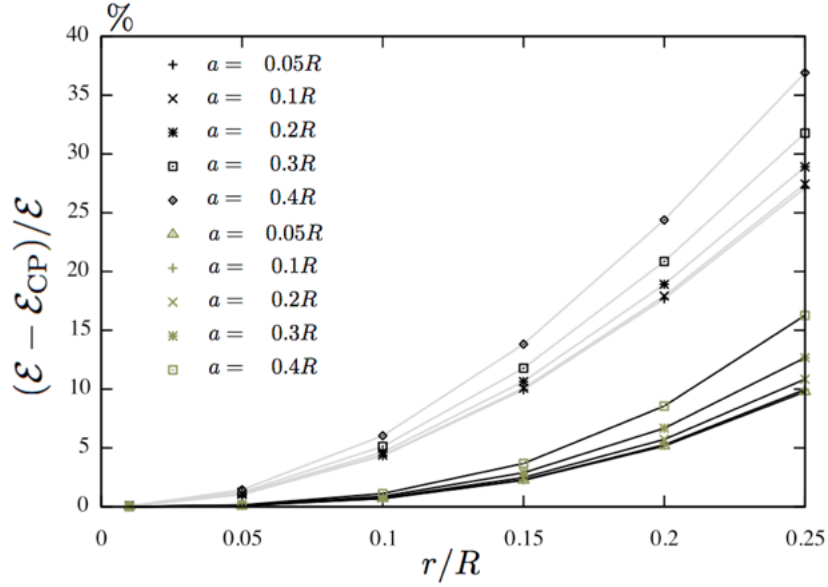 %
40
35
30
25
20
15
10
5
0
(ℰ − ℰCP)/ℰ
a = 0.05R
a = 0.1R
a = 0.2R
a = 0.3R
a = 0.4R
a = 0.05R
a = 0.1R
a = 0.2R
a = 0.3R
a = 0.4R
0 0.05 0.1 0.15 0.2 0.25
r/R